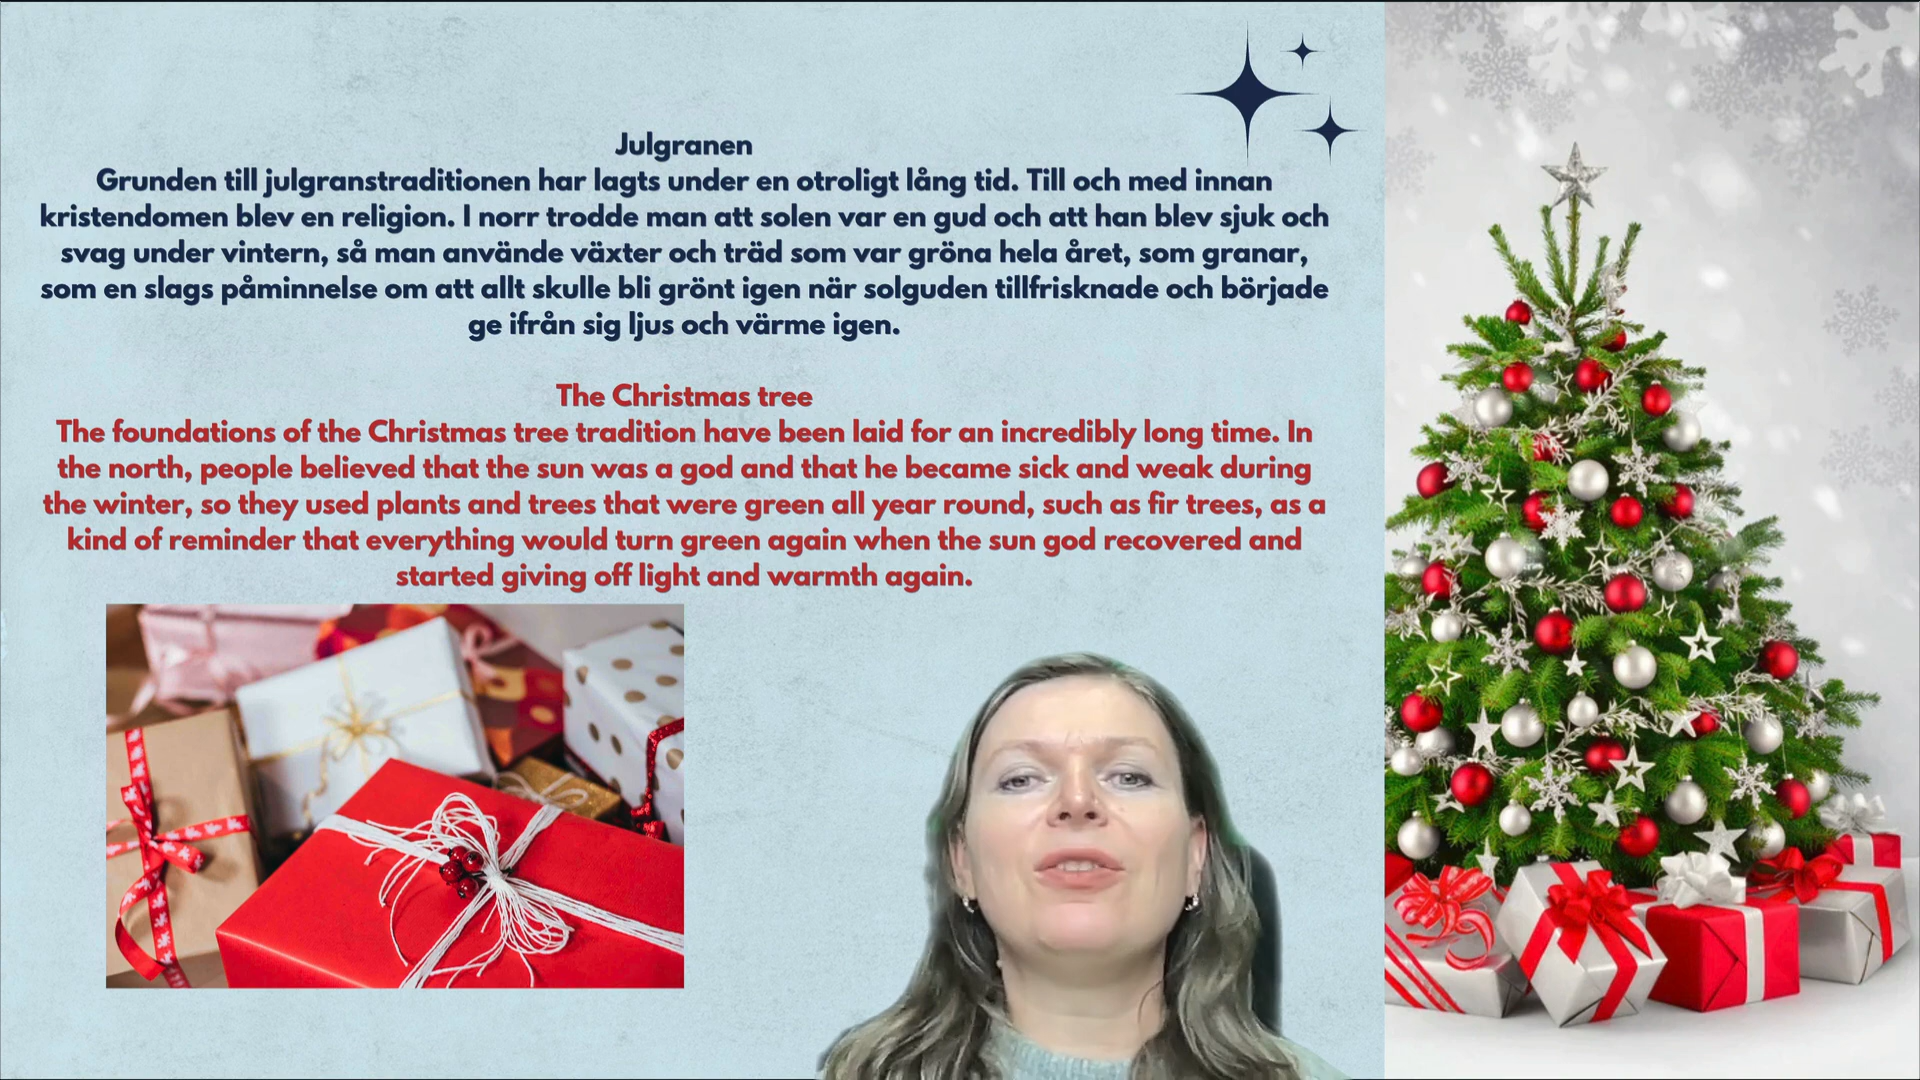 Julgranen
Grunden till julgranstraditionen har lagts under en otroligt lång tid. Till och med innan
kristendomen blev en religion. I norr trodde man att solen var en gud och att han blev sjuk och
svag under vintern, så man använde växter och träd som var gröna hela året, som granar,
som en slags påminnelse om att allt skulle bli grönt igen när solguden tillfrisknade och började
ge ifrån sig ljus och värme igen.
The Christmas tree
The foundations of the Christmas tree tradition have been laid for an incredibly long time. In
the north, people believed that the sun was a god and that he became sick and weak during
the winter, so they used plants and trees that were green all year round, such as fir trees, as a
kind of reminder that everything would turn green again when the sun god recovered and
started giving off light and warmth again.